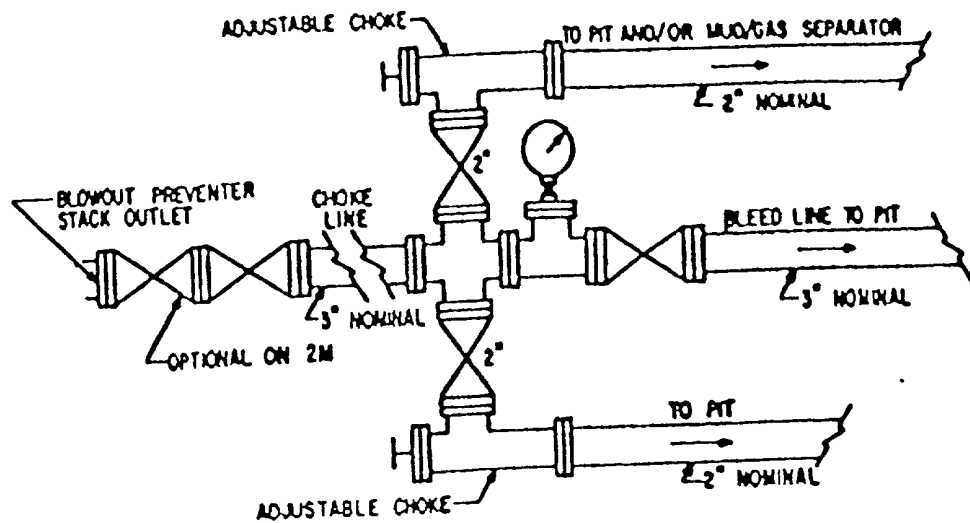 ADJUSTABLE CHOKE
TO PIT AND/OR MUD/GAS SEPARATOR
2" NOMINAL
2"
BLOWOUT PREVENTER
STACK OUTLET
CHOKE
LINE
BLEED LINE TO PIT
3" NOMINAL
3" NOMINAL
OPTIONAL ON 2M
2"
TO PIT
2" NOMINAL
ADJUSTABLE CHOKE